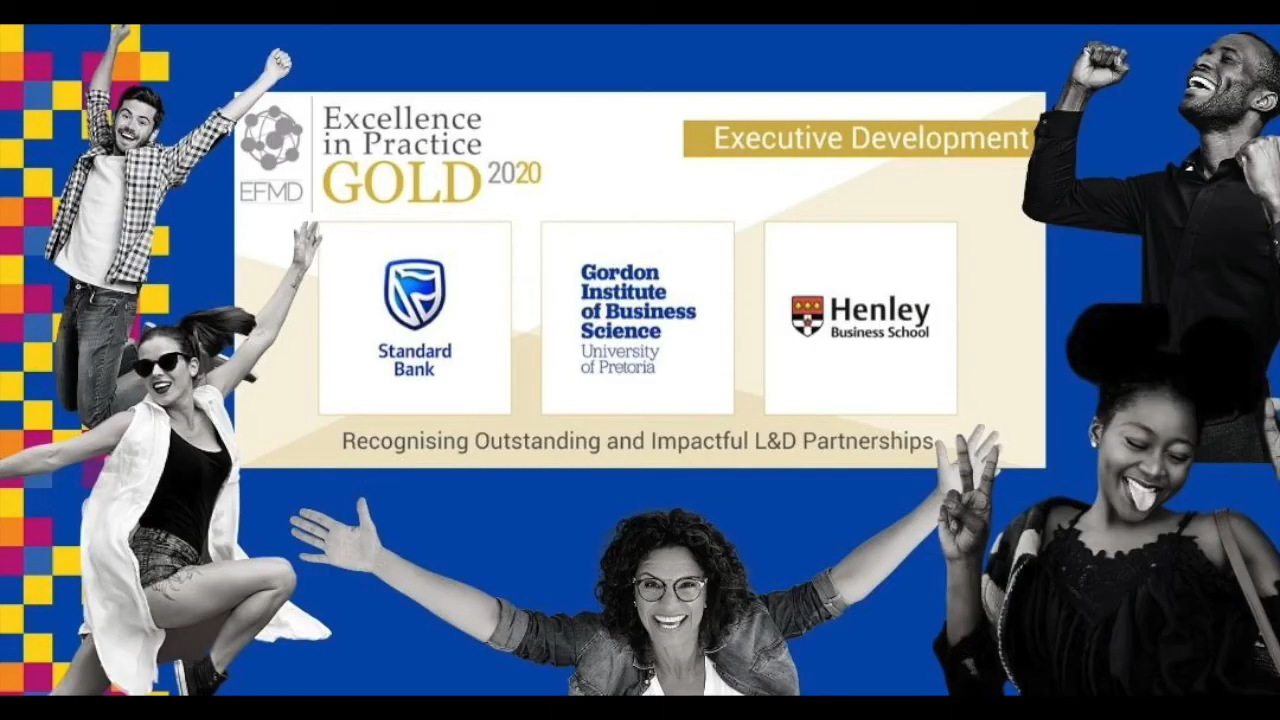 Excellence
in Practice
GOLD 2020
EFMD
Executive Development
Standard
Bank
Gordon
Institute
of Business
Science
University
of Pretoria
Henley
Business School
Recognising Outstanding and Impactful L&D Partnerships